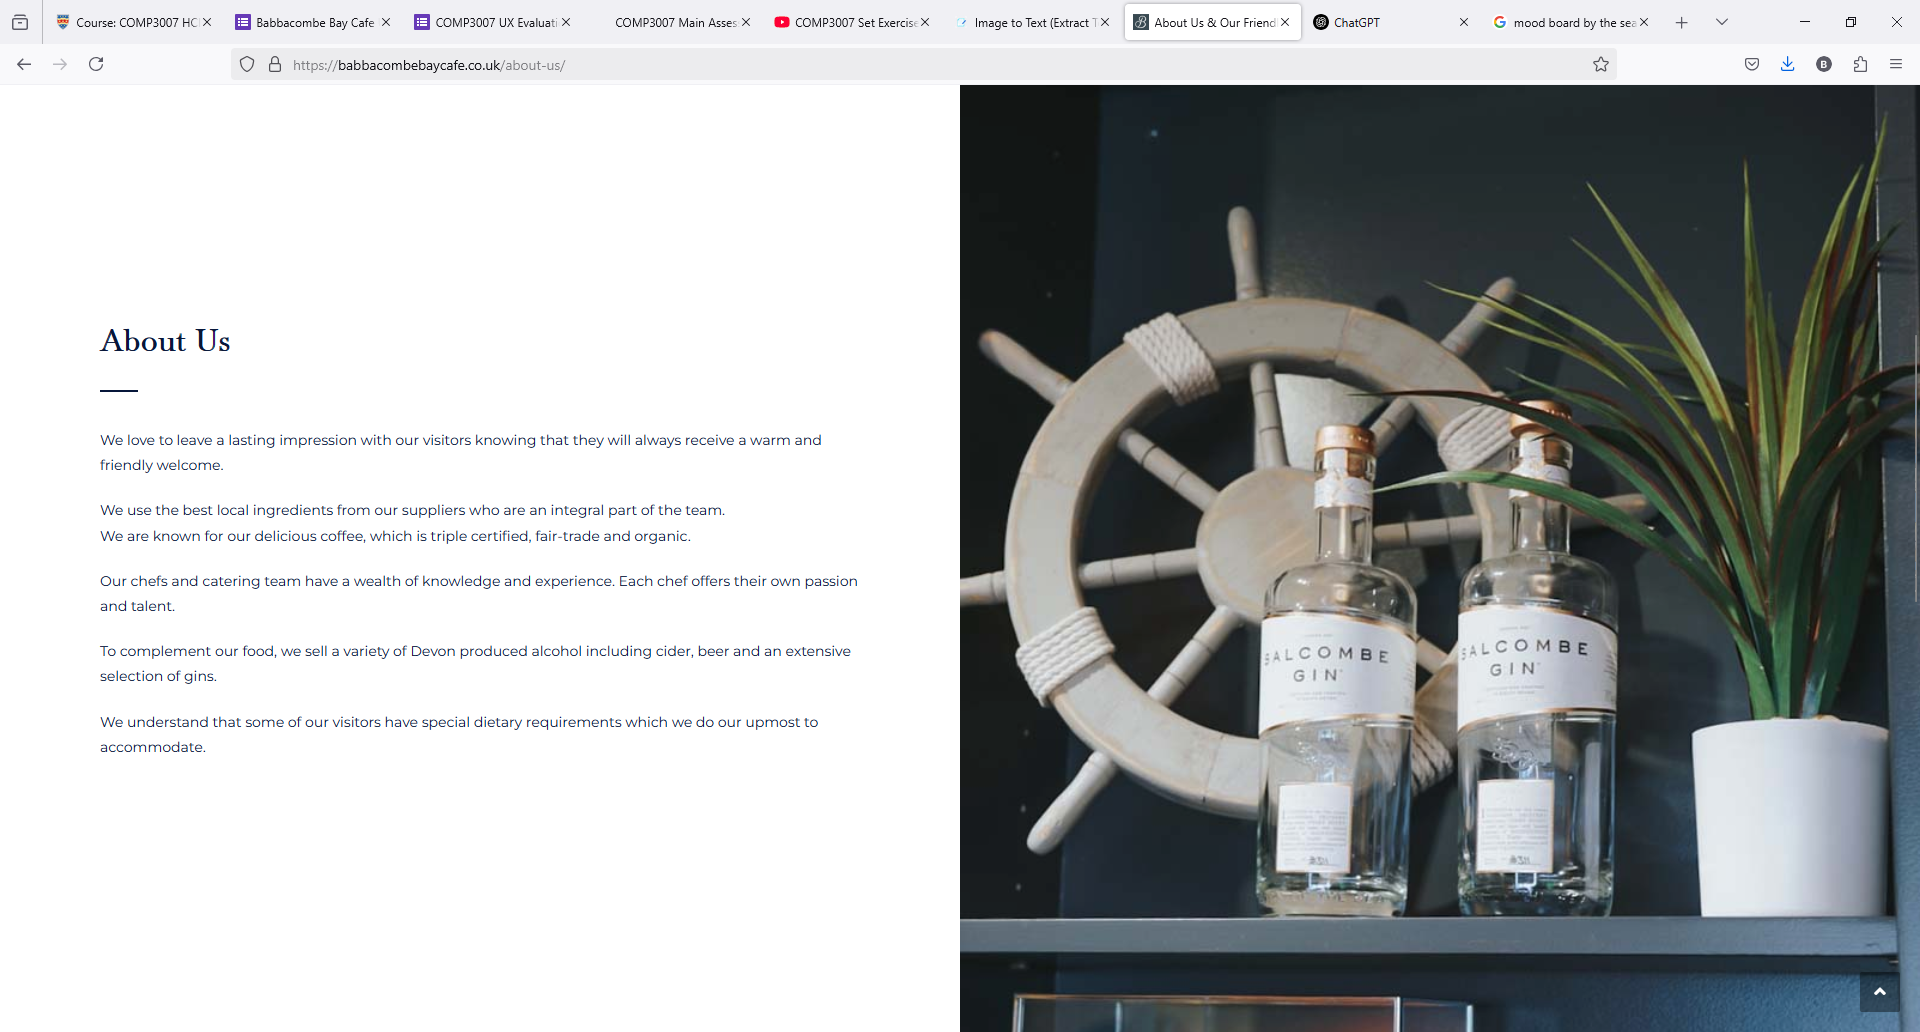 Course: COMP3007 HC
Babbacombe Bay Cafe
COMP3007 UX Evaluati
COMP3007 Main Asses
COMP3007 Set Exercise
Image to Text (Extract T
About Us & Our Friend
ChatGPT
mood board by the sea
https://babbacombebaycafe.co.uk/about-us/
B
About Us
We love to leave a lasting impression with our visitors knowing that they will always receive a warm and
friendly welcome.
We use the best local ingredients from our suppliers who are an integral part of the team.
We are known for our delicious coffee, which is triple certified, fair-trade and organic.
Our chefs and catering team have a wealth of knowledge and experience. Each chef offers their own passion
and talent.
To complement our food, we sell a variety of Devon produced alcohol including cider, beer and an extensive
selection of gins.
We understand that some of our visitors have special dietary requirements which we do our upmost to
accommodate.
SALCOMBE
GIN
SALCOMBE
GIN